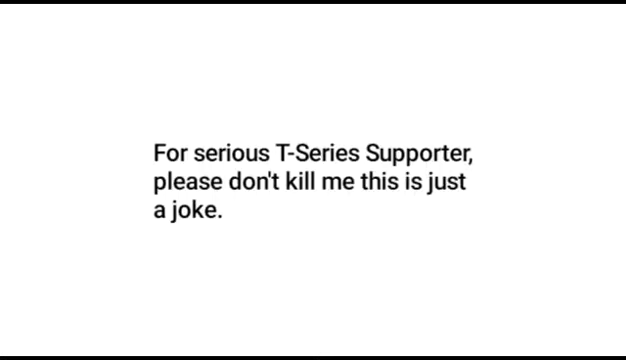 For serious T-Series Supporter,
please don't kill me this is just
a joke.